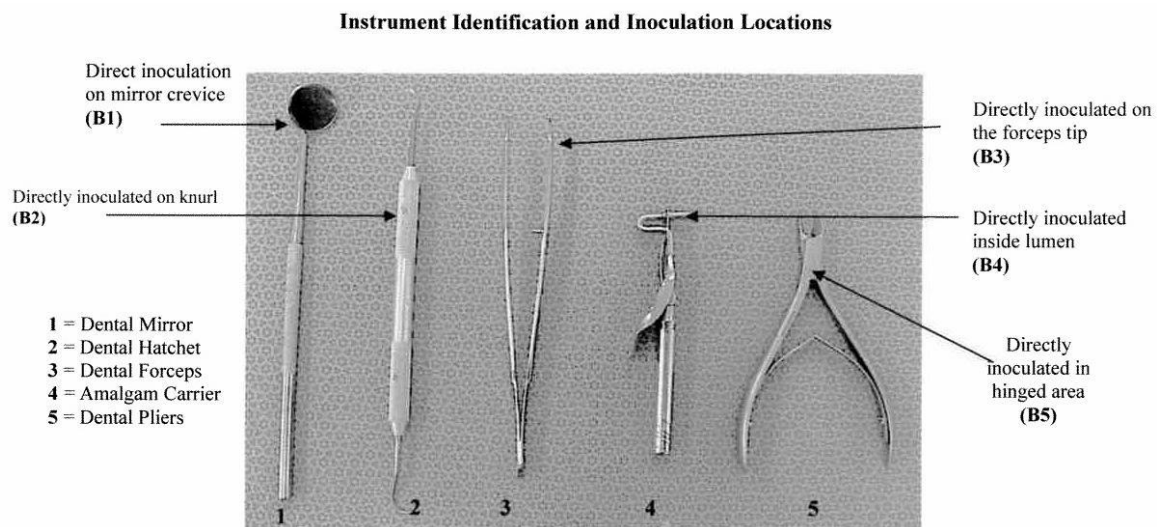 Instrument Identification and Inoculation Locations
Direct inoculation
on mirror crevice
(B1)
Directly inoculated on knurl
(B2)
Directly inoculated on
the forceps tip
(B3)
Directly inoculated
inside lumen
(B4)
Directly
inoculated in
hinged area
(B5)
1 = Dental Mirror
2 = Dental Hatchet
3 = Dental Forceps
4 = Amalgam Carrier
5 = Dental Pliers
1
2
3
4
5